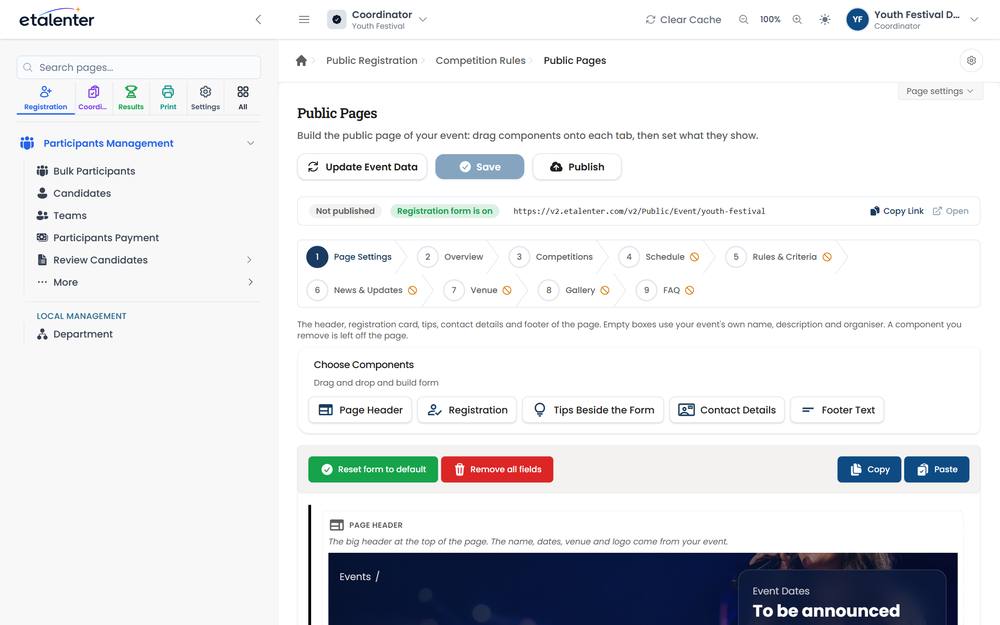 etalenter
Coordinator
Youth Festival
Clear Cache
100%
YF
Youth Festival D...
Coordinator
Search pages...
Registration
Coordi...
Results
Print
Settings
All
Participants Management
Bulk Participants
Candidates
Teams
Participants Payment
Review Candidates
More
LOCAL MANAGEMENT
Department
Public Registration
Competition Rules
Public Pages
Page settings
Public Pages
Build the public page of your event: drag components onto each tab, then set what they show.
Update Event Data
Save
Publish
Not published
Registration form is on
https://v2.etalenter.com/v2/Public/Event/youth-festival
Copy Link
Open
1 Page Settings
2 Overview
3 Competitions
4 Schedule
5 Rules & Criteria
6 News & Updates
7 Venue
8 Gallery
9 FAQ
The header, registration card, tips, contact details and footer of the page. Empty boxes use your event's own name, description and organiser. A component you
remove is left off the page.
Choose Components
Drag and drop and build form
Page Header
Registration
Tips Beside the Form
Contact Details
Footer Text
Reset form to default
Remove all fields
Copy
Paste
PAGE HEADER
The big header at the top of the page. The name, dates, venue and logo come from your event.
Events /
Event Dates
To be announced